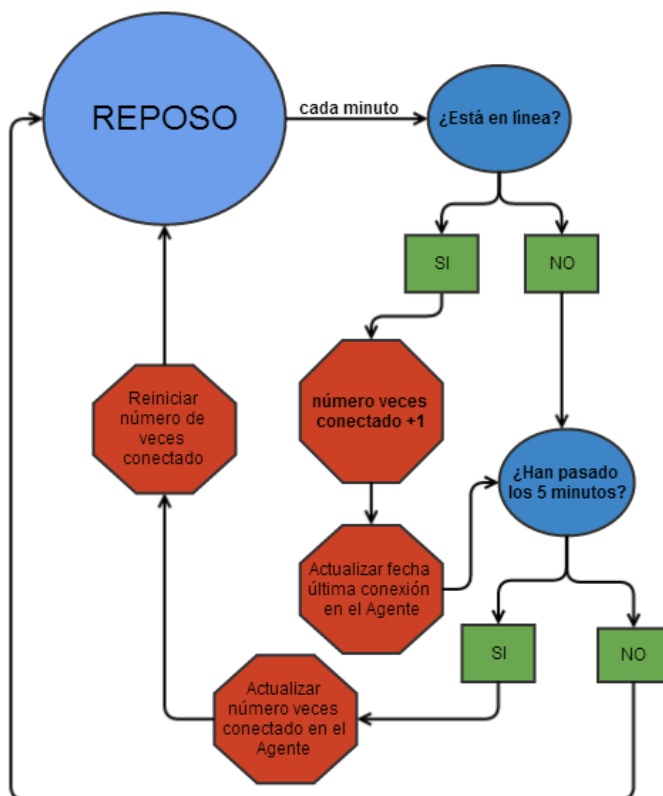 REPOSO
cada minuto
¿Está en línea?
SI
NO
número veces
conectado +1
Reiniciar
número de
veces
conectado
¿Han pasado
los 5 minutos?
Actualizar fecha
última conexión
en el Agente
SI
NO
Actualizar
número veces
conectado en el
Agente